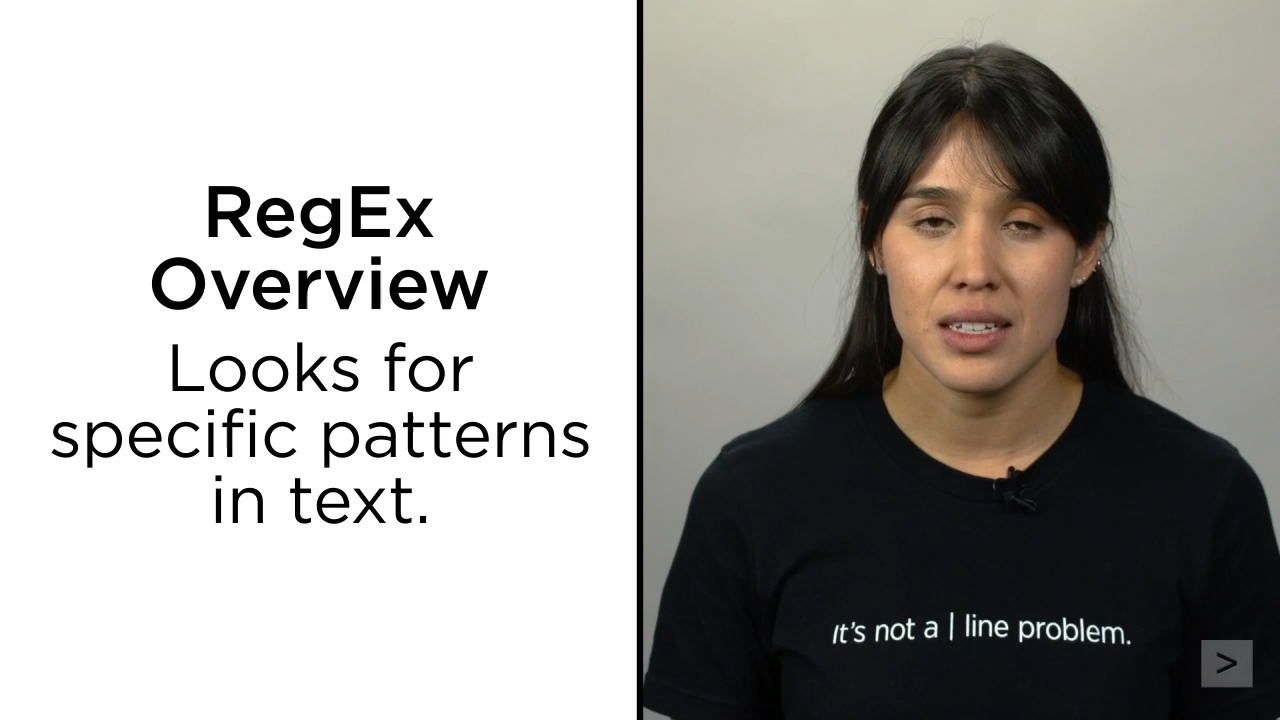 RegEx
Overview
Looks for
specific patterns
in text.
It's not a | line problem.
>